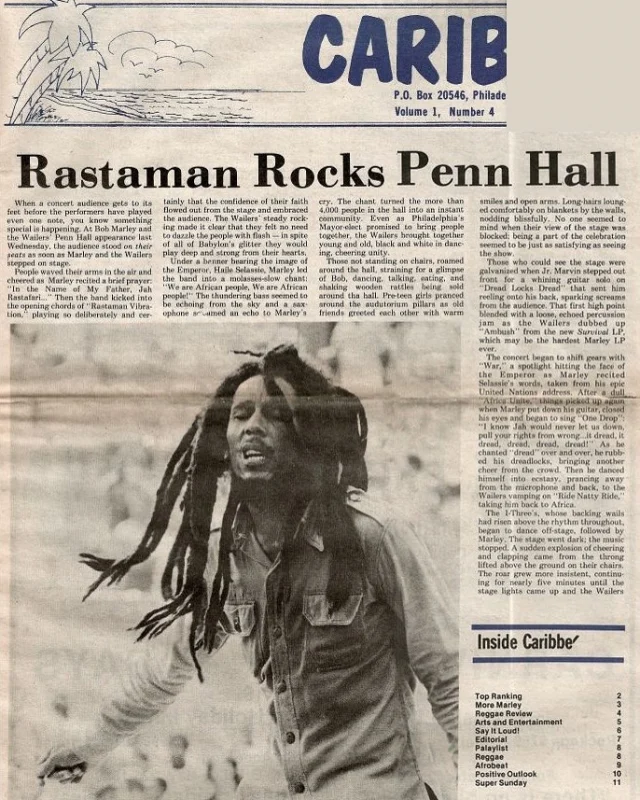 CARIB
P.O. Box 20546, Philade
Volume 1, Number 4
Rastaman Rocks Penn Hall
When a concert audience gets to its
feet before the performers have played
even one note, you know something
special is happening. At Bob Marley and
the Wailers' Penn Hall appearance last
Wednesday, the audience stood on their
seats as soon as Marley and the Wailers
stepped on stage.
People waved their arms in the air and
cheered as Marley recited a brief prayer:
"In the Name of My Father, Jah
Rastafari..." Then the band kicked into
the opening chords of "Rastaman Vibra-
tion," playing so deliberately and cer-
tainly that the confidence of their faith
flowed out from the stage and embraced
the audience. The Wailers' steady rock-
ing made it clear that they felt no need
to dazzle the people with flash — in spite
of all of Babylon's glitter they would
play deep and strong from their hearts.
Under a banner bearing the image of
the Emperor, Haile Selassie, Marley led
the band into a molasses-slow chant:
"We are African people, We are African
people!" The thundering bass seemed to
be echoing from the sky and a sax-
ophone an echo to Marley's
cry. The chant turned the more than
4,000 people in the hall into an instant
community. Even as Philadelphia's
Mayor-elect promised to bring people
together, the Wailers brought together
young and old, black and white in danc-
ing, cheering unity.
Those not standing on chairs, roamed
around the hall, straining for a glimpse
of Bob, dancing, talking, eating, and
shaking wooden rattles being sold
around tha hall. Pre-teen girls pranced
around the audutorium pillars as old
friends greeted each other with warm
smiles and open arms. Long-hairs loung-
ed comfortably on blankets by the walls,
nodding blissfully. No one seemed to
mind when their view of the stage was
blocked; being a part of the celebration
seemed to be just as satisfying as seeing
the show.
Those who could see the stage were
galvanized when Jr. Marvin stepped out
front for a whining guitar solo on
"Dread Locks Dread" that sent him
reeling onto his back, sparking screams
from the audience. That first high point
blended with a loose, echoed percussion
jam as the Wailers dubbed up
"Ambush" from the new Survival LP,
which may be the hardest Marley LP
ever.
The concert began to shift gears with
"War," a spotlight hitting the face of
the Emperor as Marley recited
Selassie's words, taken from his epic
United Nations address. After a dull
"Africa Unite," things picked up again
when Marley put down his guitar, closed
his eyes and began to sing "One Drop":
"I know Jah would never let us down,
pull your rights from wrong...it dread, it
dread, dread, dread, dread!" As he
chanted "dread" over and over, he rubb-
ed his dreadlocks, bringing another
cheer from the crowd. Then he danced
himself into ecstasy, prancing away
from the microphone and back, to the
Wailers vamping on "Ride Natty Ride,"
taking him back to Africa.
The I-Three's, whose backing wails
had risen above the rhythm throughout,
began to dance off-stage, followed by
Marley. The stage went dark; the music
stopped. A sudden explosion of cheering
and clapping came from the throng
lifted above the ground on their chairs.
The roar grew more insistent, continu-
ing for nearly five minutes until the
stage lights came up and the Wailers
Inside Caribbe'
Top Ranking 2
More Marley 3
Reggae Review 4
Arts and Entertainment 5
Say It Loud! 6
Editorial 7
Palaylist 8
Reggae 8
Afrobeat 9
Positive Outlook 10
Super Sunday 11